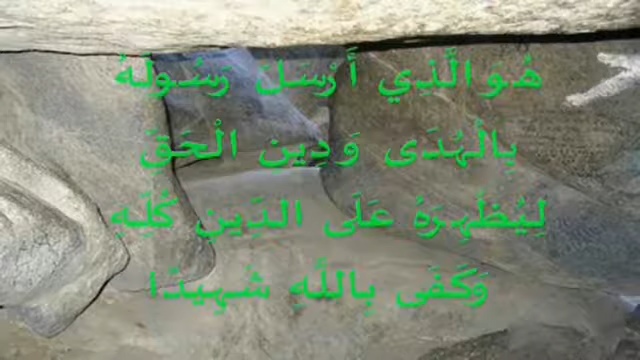 هُوَ الَّذِي أَرْسَلَ رَسُولَهُ
بِالْهُدَى وَدِينِ الْحَقِّ
لِيُظْهِرَهُ عَلَى الدِّينِ كُلِّهِ
وَكَفَى بِاللَّهِ شَهِيدًا